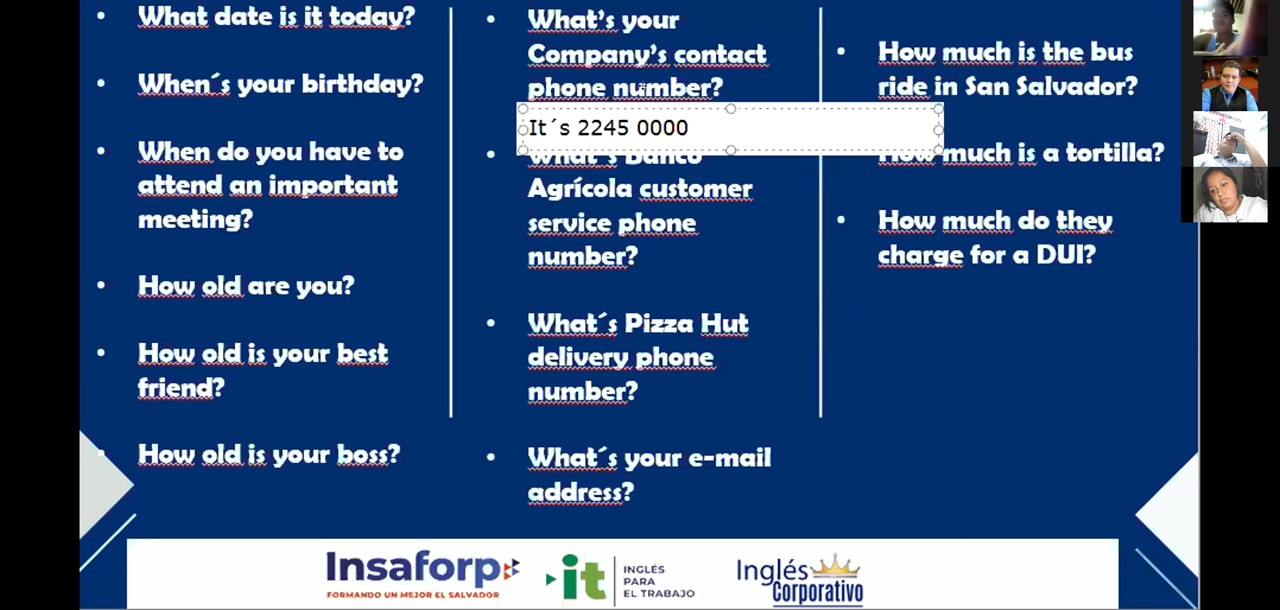 What date is it today?
When´s your birthday?
When do you have to
attend an important
meeting?
How old are you?
How old is your best
friend?
How old is your boss?
What's your
Company's contact
phone number?
It´s 2245 0000
What´s Banco
Agrícola customer
service phone
number?
What´s Pizza Hut
delivery phone
number?
What´s your e-mail
address?
How much is the bus
ride in San Salvador?
How much is a tortilla?
How much do they
charge for a DUI?
Insaforp
FORMANDO UN MEJOR EL SALVADOR
it
INGLÉS
PARA
EL TRABAJO
Inglés
Corporativo